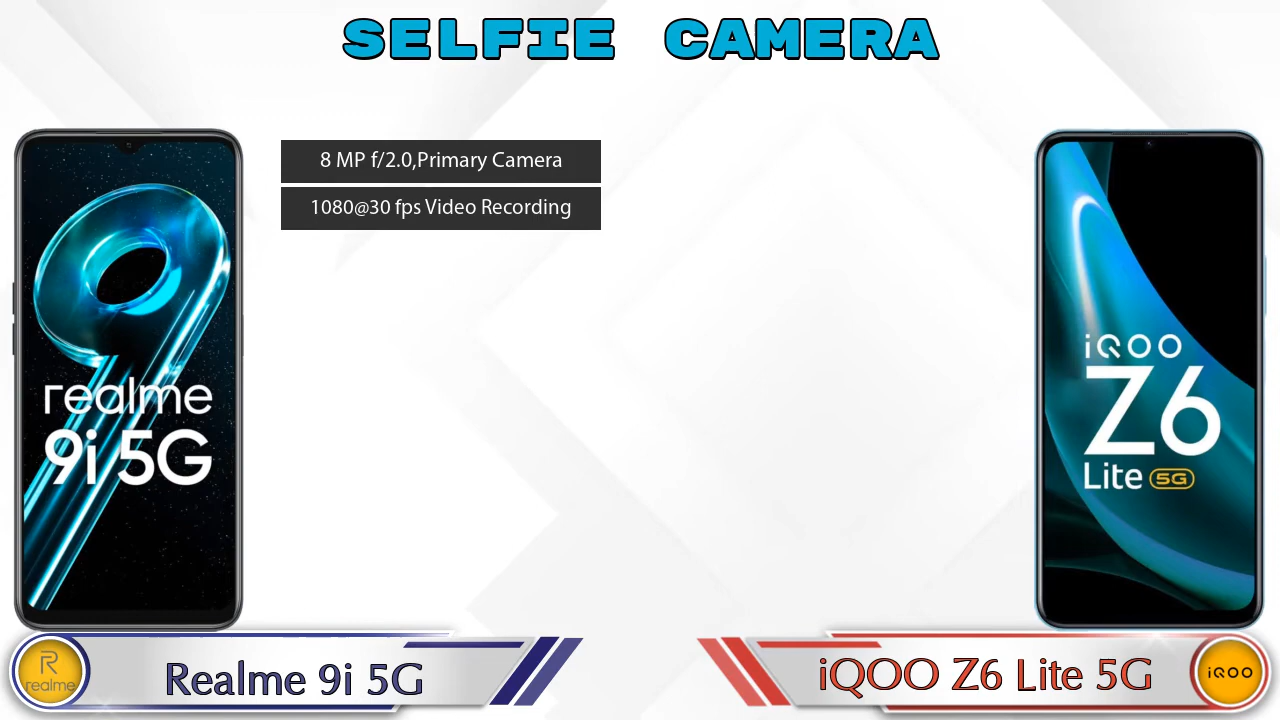 SELFIE CAMERA
8 MP f/2.0,Primary Camera
1080@30 fps Video Recording
realme
9i 5G
iQOO
Z6
Lite 5G
R
realme
Realme 9i 5G
iQOO Z6 Lite 5G
iQOO